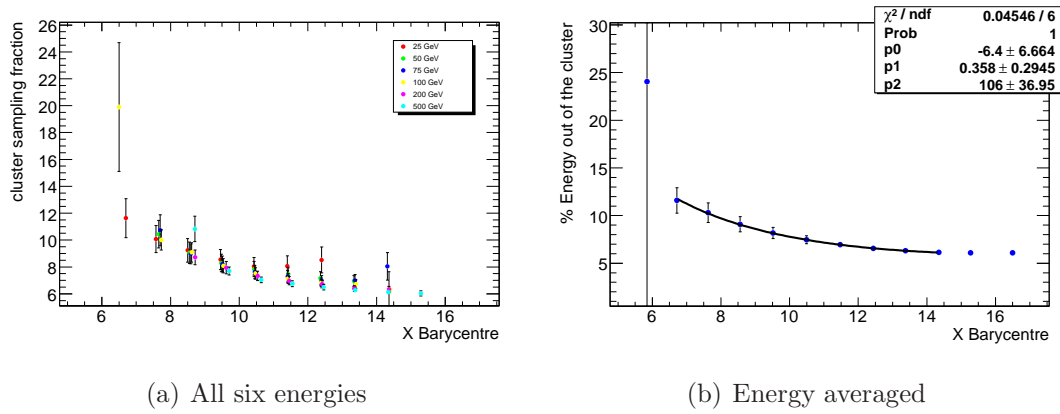 cluster sampling fraction
26
24
22
20
18
16
14
12
10
8
6
25 GeV
50 GeV
75 GeV
100 GeV
200 GeV
500 GeV
6 8 10 12 14 16
X Barycentre
(a) All six energies
% Energy out of the cluster
30
25
20
15
10
5
χ² / ndf 0.04546 / 6
Prob 1
p0 -6.4 ± 6.664
p1 0.358 ± 0.2945
p2 106 ± 36.95
6 8 10 12 14 16
X Barycentre
(b) Energy averaged